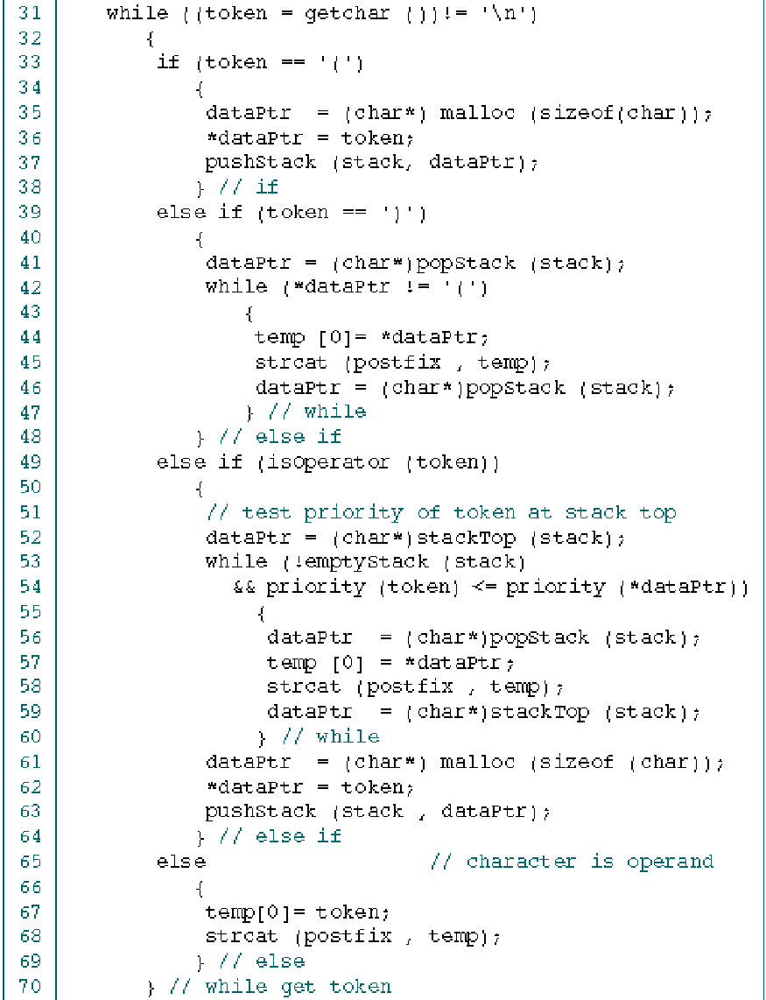 31 while ((token = getchar ())!= '\n')
32 {
33 if (token == '(')
34 {
35 dataPtr = (char*) malloc (sizeof(char));
36 *dataPtr = token;
37 pushStack (stack, dataPtr);
38 } // if
39 else if (token == ')')
40 {
41 dataPtr = (char*)popStack (stack);
42 while (*dataPtr != '(')
43 {
44 temp [0]= *dataPtr;
45 strcat (postfix , temp);
46 dataPtr = (char*)popStack (stack);
47 } // while
48 } // else if
49 else if (isOperator (token))
50 {
51 // test priority of token at stack top
52 dataPtr = (char*)stackTop (stack);
53 while (!emptyStack (stack)
54 && priority (token) <= priority (*dataPtr))
55 {
56 dataPtr = (char*)popStack (stack);
57 temp [0] = *dataPtr;
58 strcat (postfix , temp);
59 dataPtr = (char*)stackTop (stack);
60 } // while
61 dataPtr = (char*) malloc (sizeof (char));
62 *dataPtr = token;
63 pushStack (stack , dataPtr);
64 } // else if
65 else // character is operand
66 {
67 temp[0]= token;
68 strcat (postfix , temp);
69 } // else
70 } // while get token